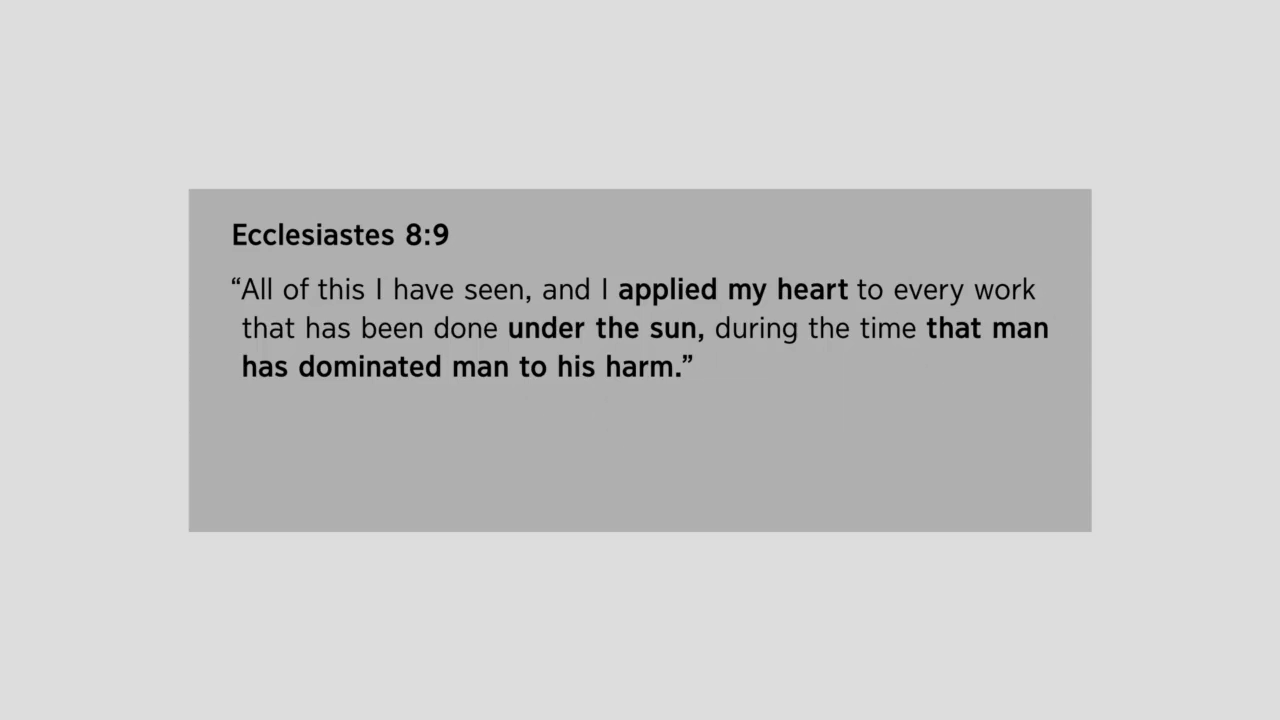 Ecclesiastes 8:9
“All of this I have seen, and I applied my heart to every work
that has been done under the sun, during the time that man
has dominated man to his harm.”